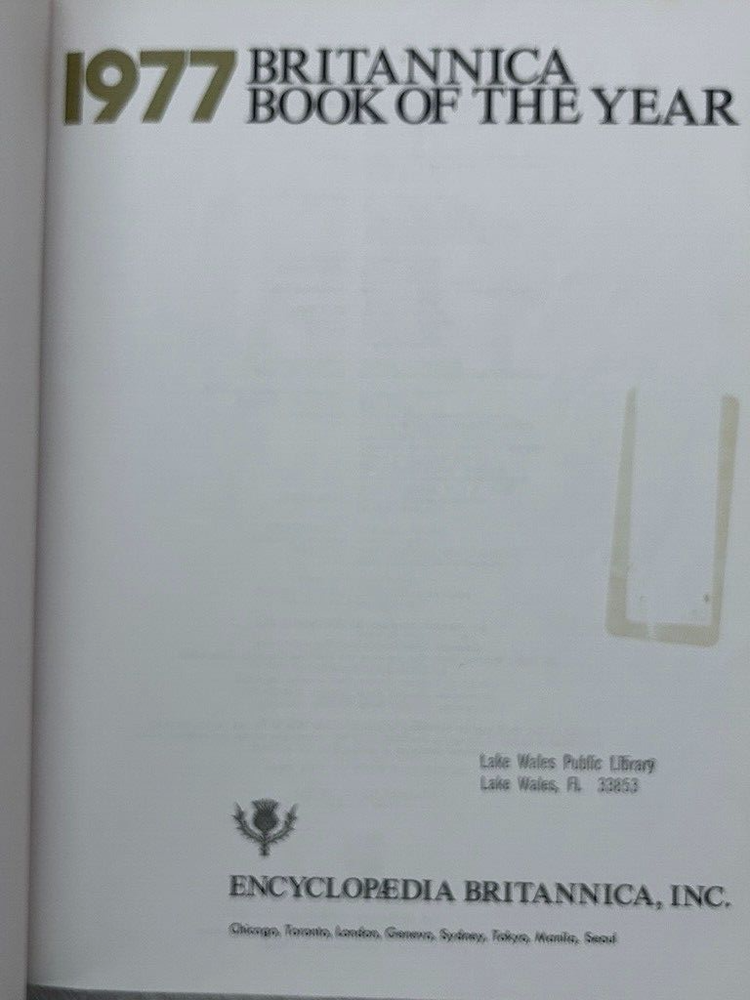 1977 BRITANNICA
BOOK OF THE YEAR
Lake Wales Public Library
Lake Wales, FL 33853
ENCYCLOPÆDIA BRITANNICA, INC.
Chicago, Toronto, London, Geneva, Sydney, Tokyo, Manila, Seoul